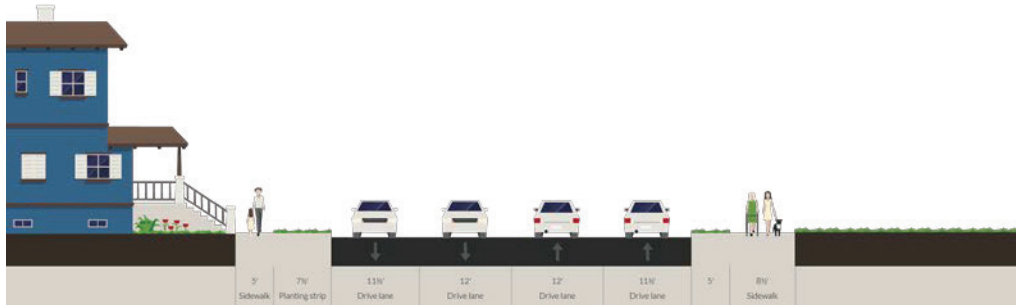 5' 7½' 11½' 12' 12' 11½' 5' 8½'
Sidewalk Planting strip Drive lane Drive lane Drive lane Drive lane Sidewalk